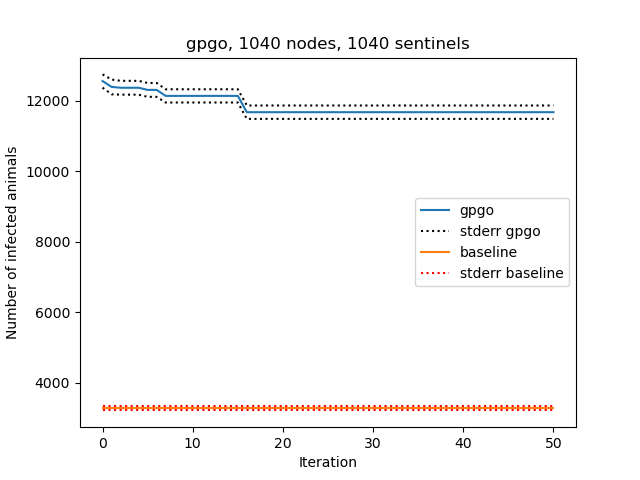 gpgo, 1040 nodes, 1040 sentinels
Number of infected animals
12000
10000
8000
6000
4000
gpgo
stderr gpgo
baseline
stderr baseline
0 10 20 30 40 50
Iteration